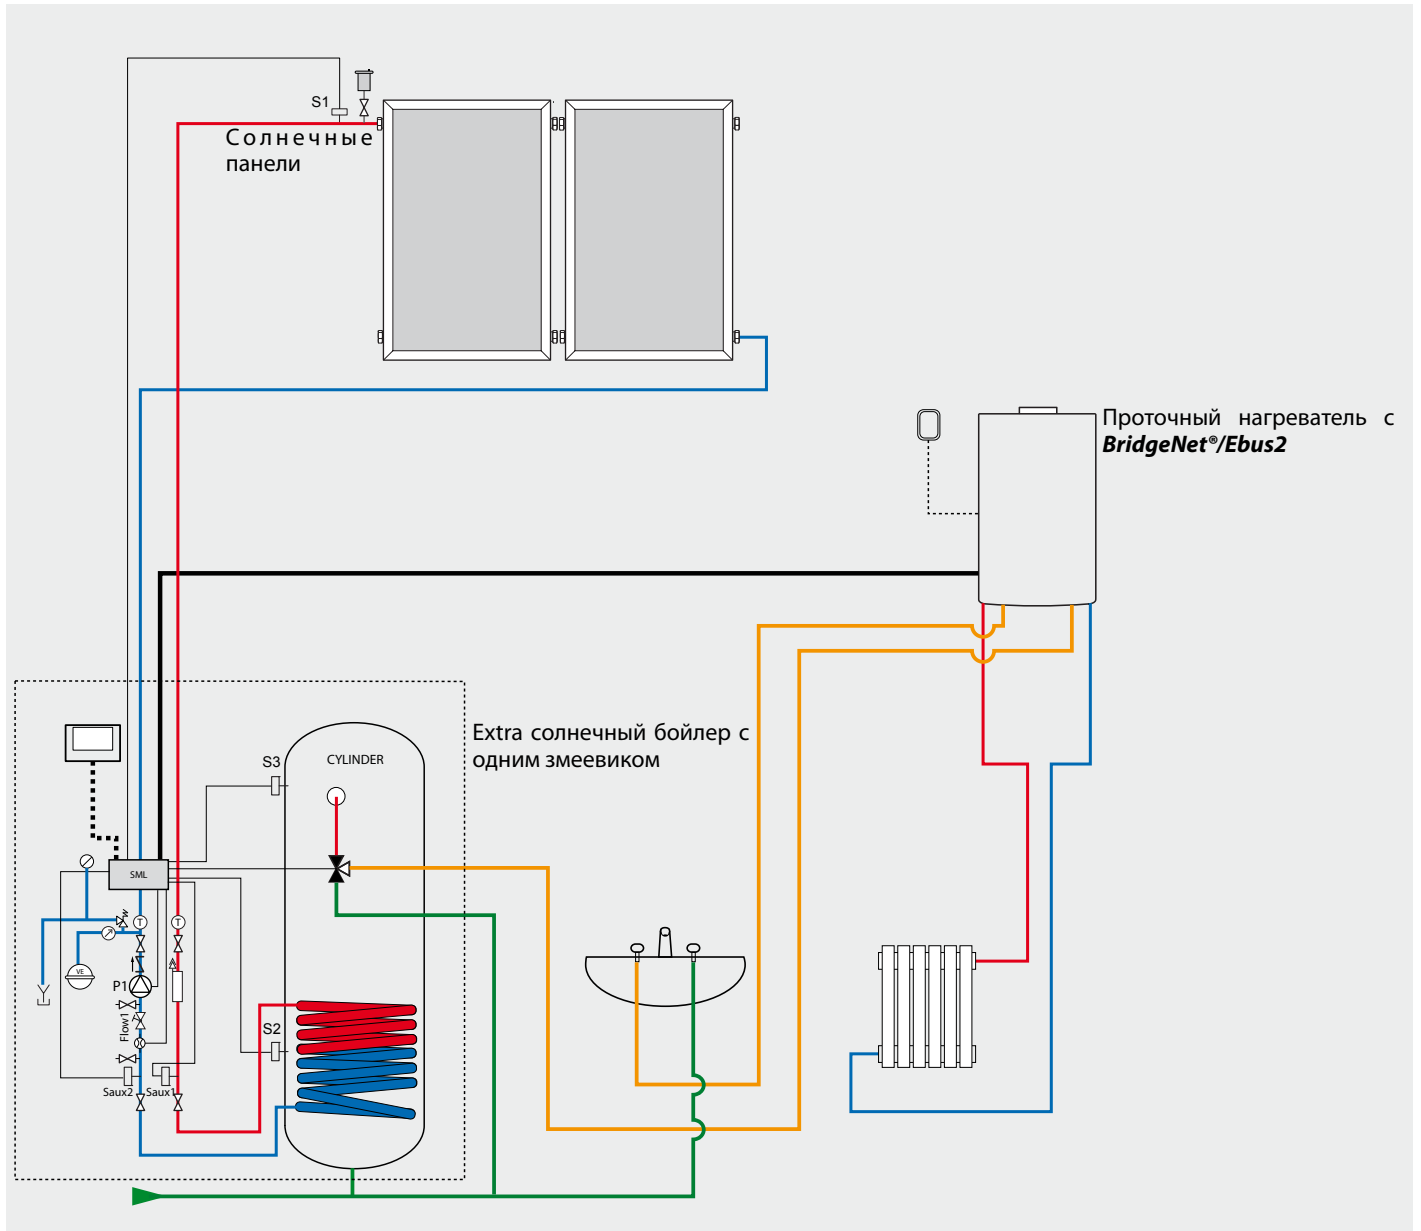 S1
Солнечные
панели
Проточный нагреватель с
BridgeNet®/Ebus2
Extra солнечный бойлер с
одним змеевиком
S3
CYLINDER
SML
T
T
VE
P1
Flow1
S2
Saux2
Saux1